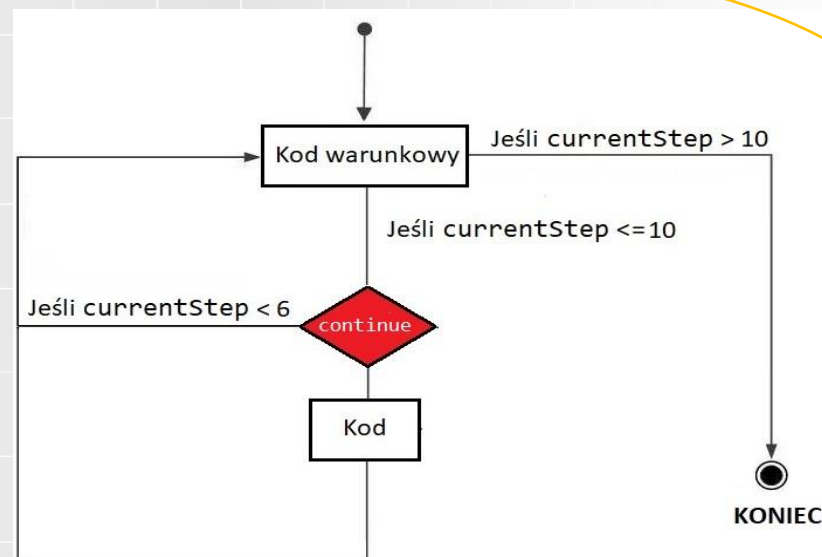 Kod warunkowy
Jeśli currentStep > 10
Jeśli currentStep <=10
Jeśli currentStep < 6
continue
Kod
KONIEC